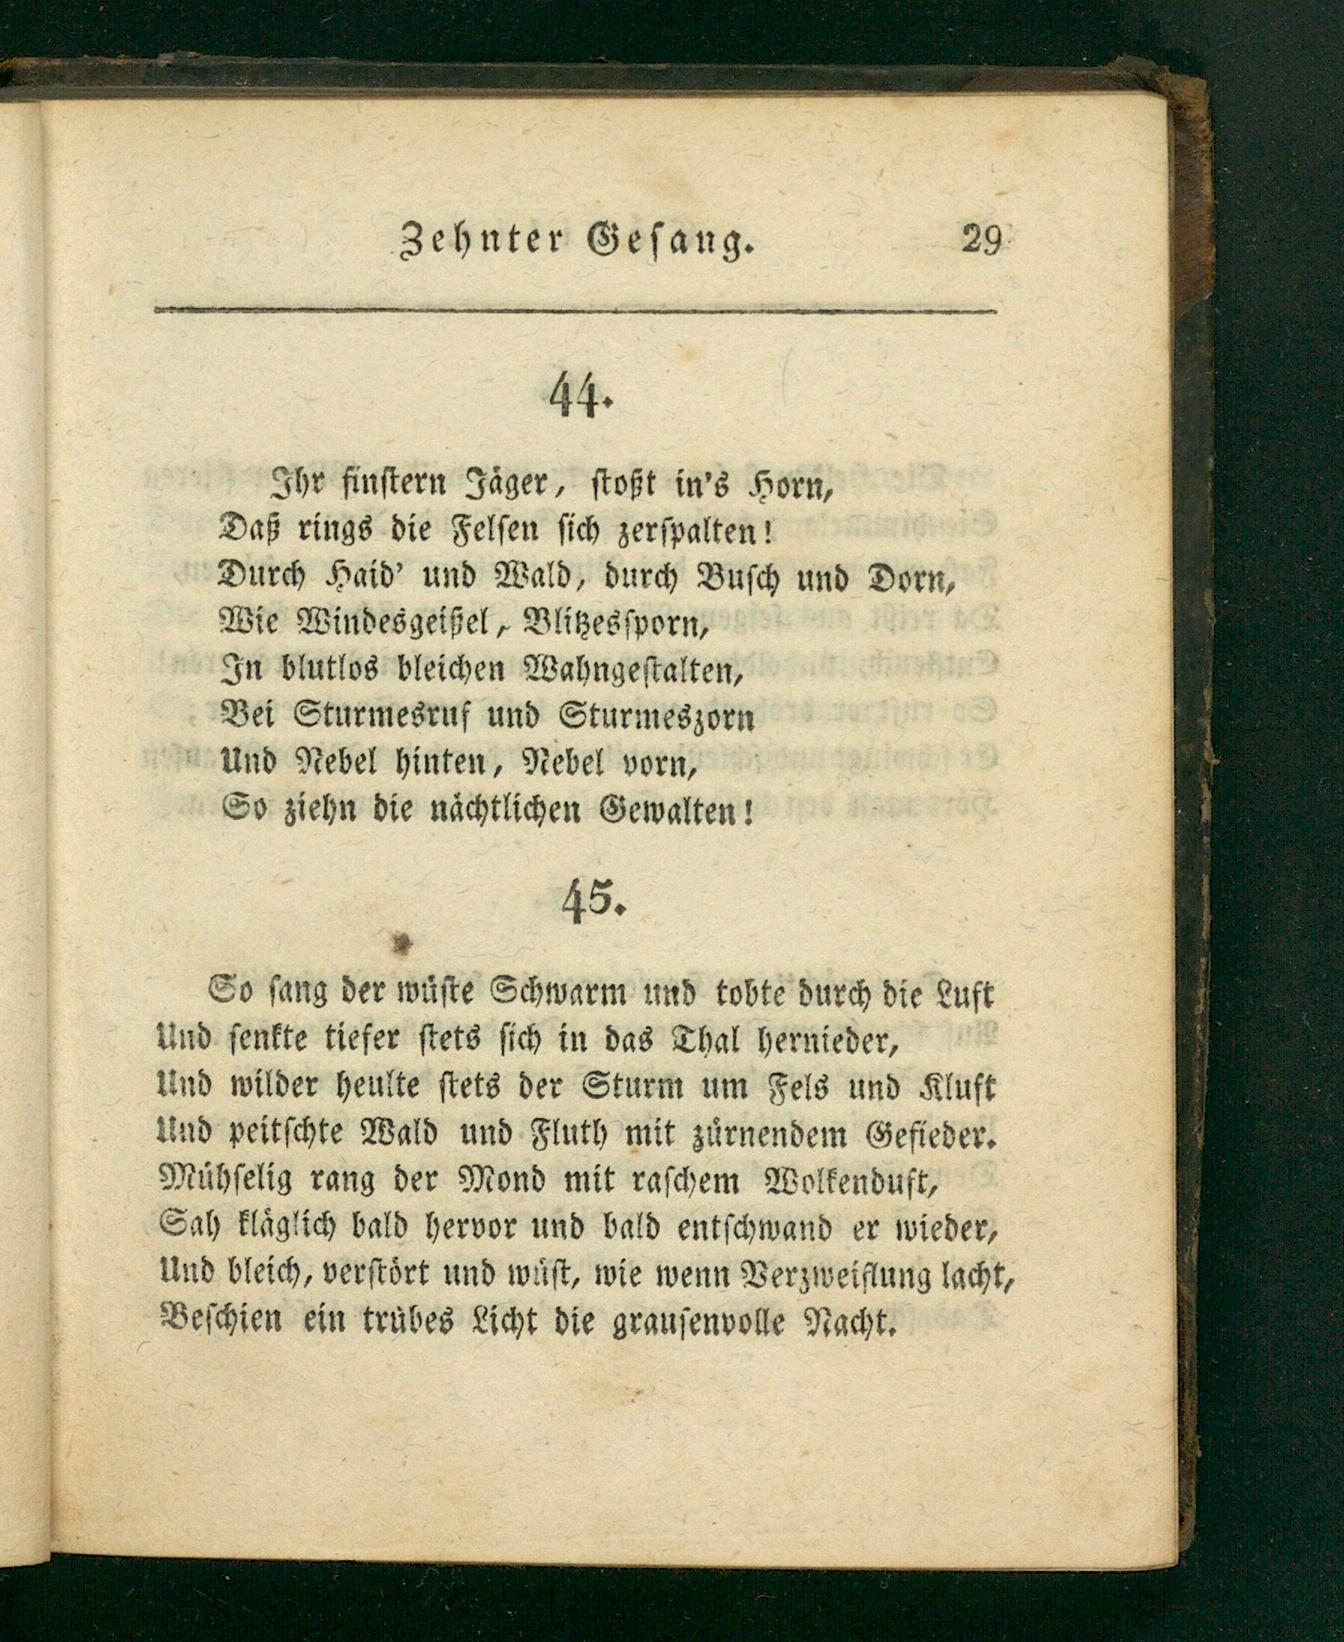 Zehnter Gesang. 29
44.
Ihr finstern Jäger, stoßt in's Horn,
Daß rings die Felsen sich zerspalten!
Durch Haid' und Wald, durch Busch und Dorn,
Wie Windesgeißel, Blitzessporn,
In blutlos bleichen Wahngestalten,
Bei Sturmesruf und Sturmeszorn
Und Nebel hinten, Nebel vorn,
So ziehn die nächtlichen Gewalten!
45.
So sang der wüste Schwarm und tobte durch die Luft
Und senkte tiefer stets sich in das Thal hernieder,
Und wilder heulte stets der Sturm um Fels und Kluft
Und peitschte Wald und Fluth mit zürnendem Gefieder.
Mühselig rang der Mond mit raschem Wolkenduft,
Sah kläglich bald hervor und bald entschwand er wieder,
Und bleich, verstört und wüst, wie wenn Verzweiflung lacht,
Beschien ein trübes Licht die grausenvolle Nacht.